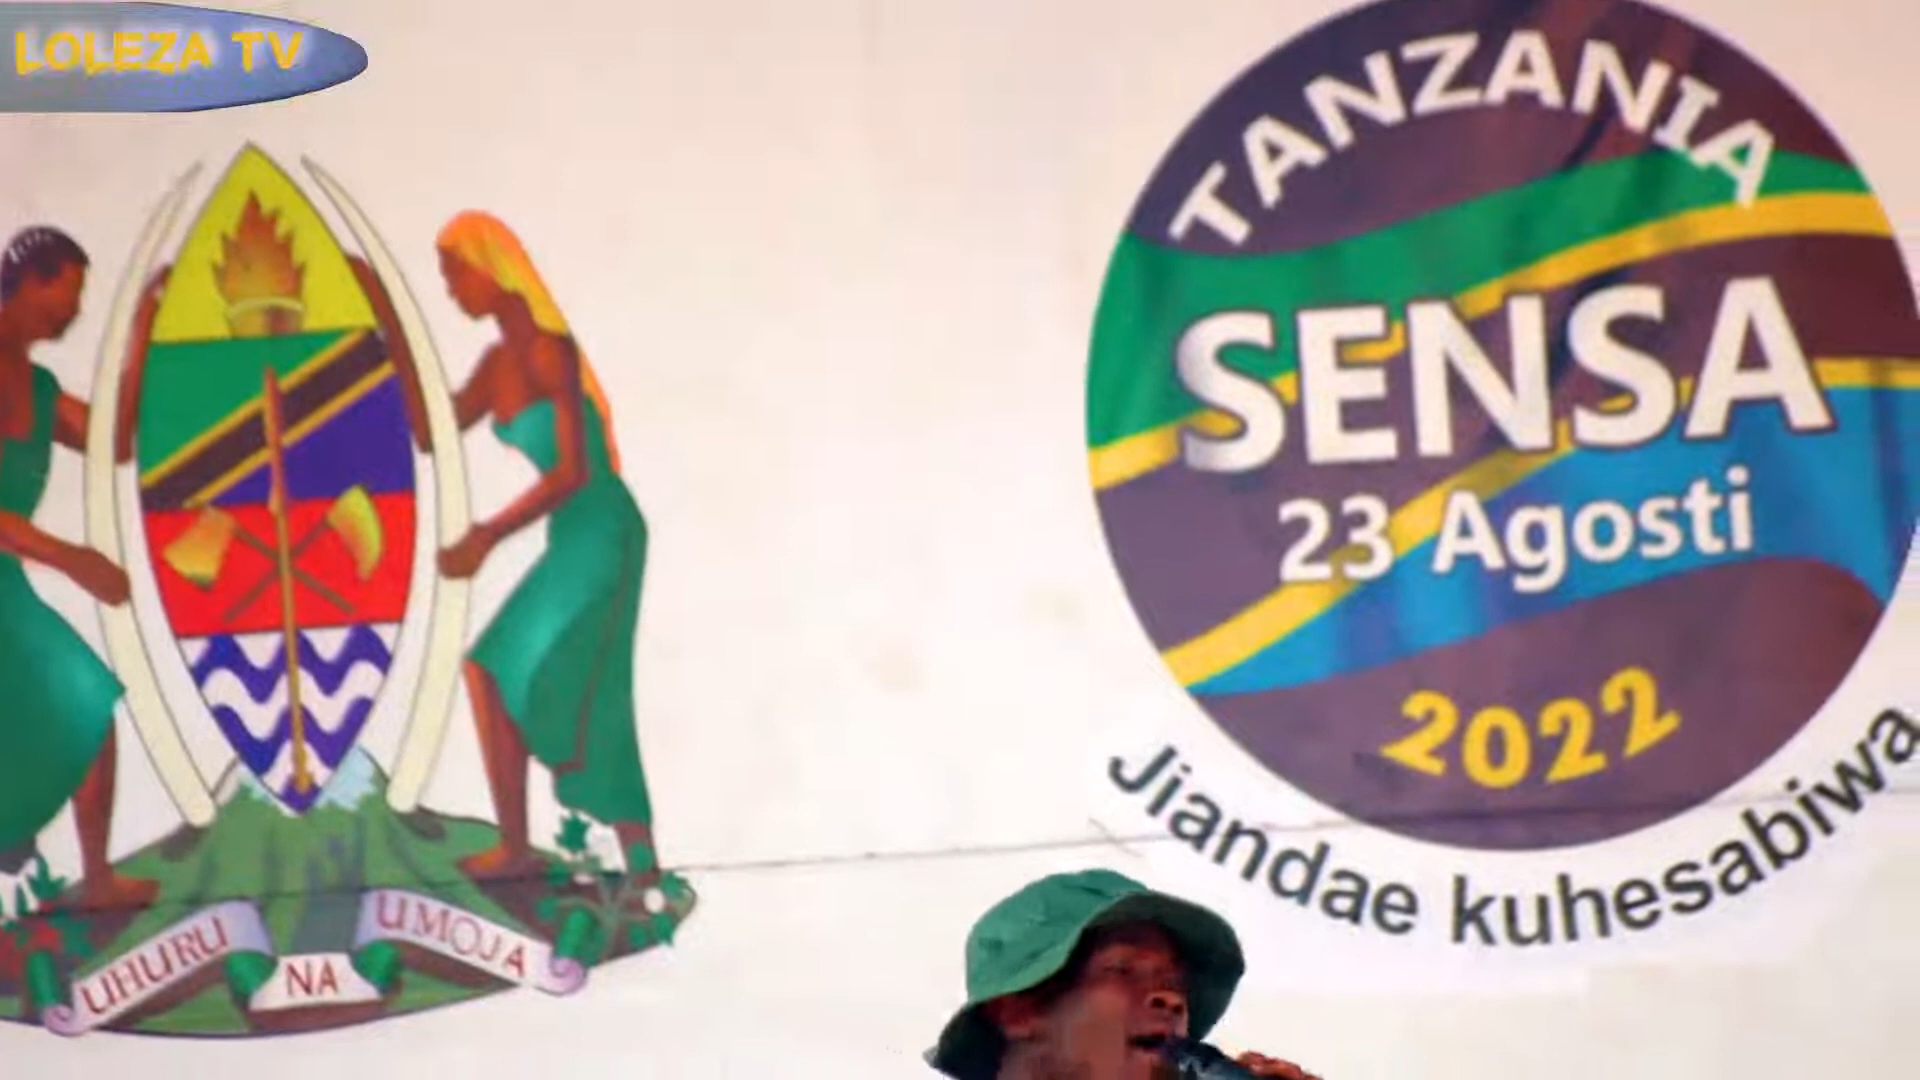 LOLEZA TV
TANZANIA
SENSA
23 Agosti
2022
Jiandae kuhesabiwa
UHURU NA UMOJA